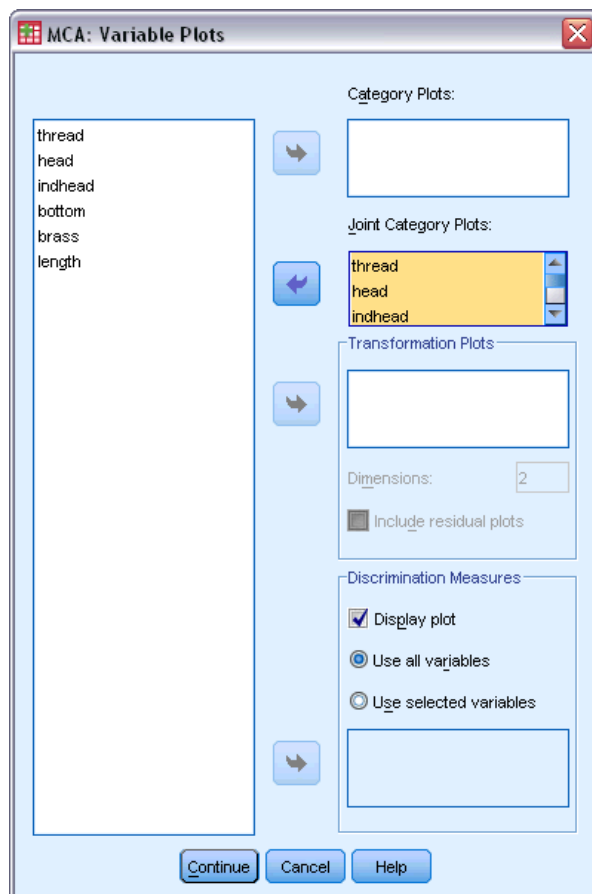 MCA: Variable Plots
thread
head
indhead
bottom
brass
length
Category Plots:
Joint Category Plots:
thread
head
indhead
Transformation Plots
Dimensions:
2
Include residual plots
Discrimination Measures
Display plot
Use all variables
Use selected variables
Continue
Cancel
Help